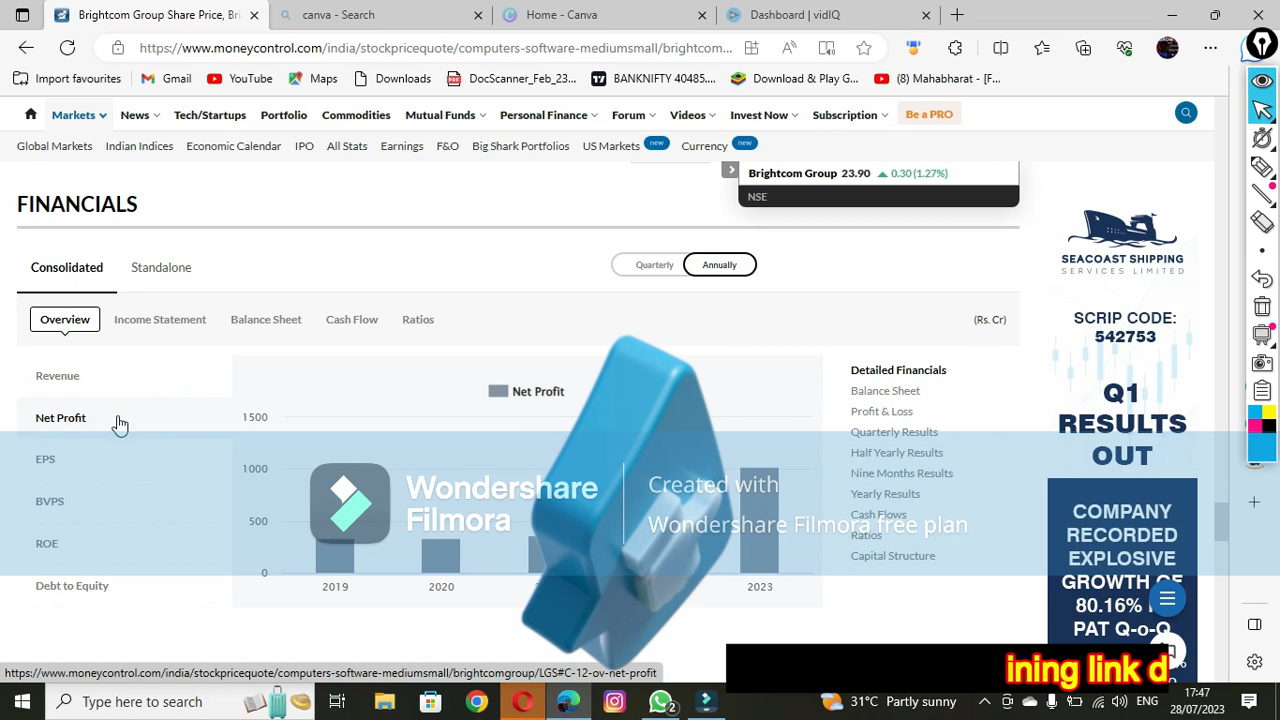 Brightcom Group Share Price, Bri
canva - Search
Home - Canva
Dashboard | vidIQ
https://www.moneycontrol.com/india/stockpricequote/computers-software-mediumsmall/brightcom...
Import favourites
Gmail
YouTube
Maps
Downloads
DocScanner_Feb_23...
BANKNIFTY 40485....
Download & Play G...
(8) Mahabharat - [F...
Markets
News
Tech/Startups
Portfolio
Commodities
Mutual Funds
Personal Finance
Forum
Videos
Invest Now
Subscription
Be a PRO
Global Markets
Indian Indices
Economic Calendar
IPO
All Stats
Earnings
F&O
Big Shark Portfolios
US Markets
new
Currency
new
Brightcom Group 23.90 0.30 (1.27%)
NSE
FINANCIALS
Consolidated
Standalone
Quarterly
Annually
Overview
Income Statement
Balance Sheet
Cash Flow
Ratios
(Rs. Cr)
Revenue
Net Profit
EPS
BVPS
ROE
Debt to Equity
Net Profit
1500
1000
500
0
2019
2020
2023
Detailed Financials
Balance Sheet
Profit & Loss
Quarterly Results
Half Yearly Results
Nine Months Results
Yearly Results
Cash Flows
Ratios
Capital Structure
Wondershare
Filmora
Created with
Wondershare Filmora free plan
SEACOAST SHIPPING
SERVICES LIMITED
SCRIP CODE:
542753
Q1
RESULTS
OUT
COMPANY
RECORDED
EXPLOSIVE
GROWTH OF
80.16% IN
PAT Q-o-Q
https://www.moneycontrol.com/india/stockpricequote/computers-software-mediumsmall/brightcomgroup/LGS#C-12-ov-net-profit
ining link d
Type here to search
2
31°C Partly sunny
ENG
17:47
28/07/2023